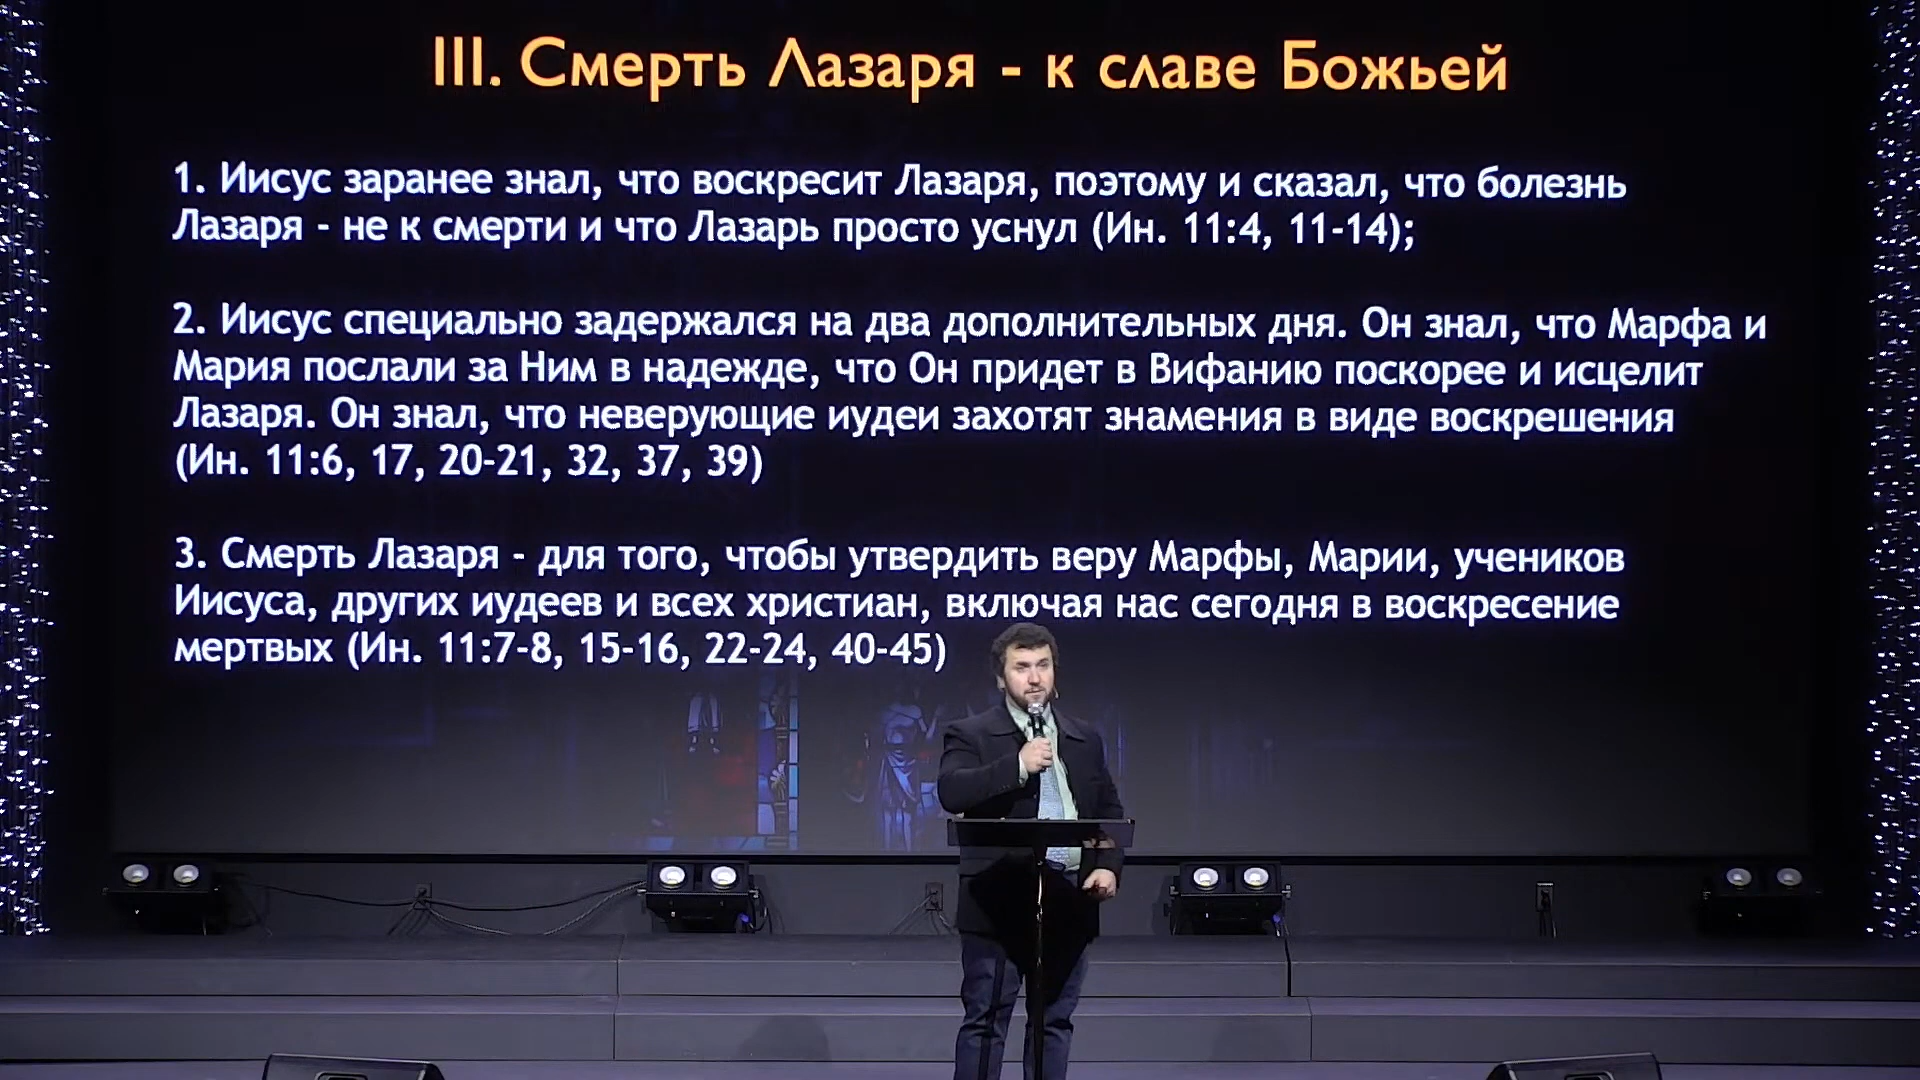 III. Смерть Лазаря - к славе Божьей
1. Иисус заранее знал, что воскресит Лазаря, поэтому и сказал, что болезнь
Лазаря - не к смерти и что Лазарь просто уснул (Ин. 11:4, 11-14);
2. Иисус специально задержался на два дополнительных дня. Он знал, что Марфа и
Мария послали за Ним в надежде, что Он придет в Вифанию поскорее и исцелит
Лазаря. Он знал, что неверующие иудеи захотят знамения в виде воскрешения
(Ин. 11:6, 17, 20-21, 32, 37, 39)
3. Смерть Лазаря - для того, чтобы утвердить веру Марфы, Марии, учеников
Иисуса, других иудеев и всех христиан, включая нас сегодня в воскресение
мертвых (Ин. 11:7-8, 15-16, 22-24, 40-45)